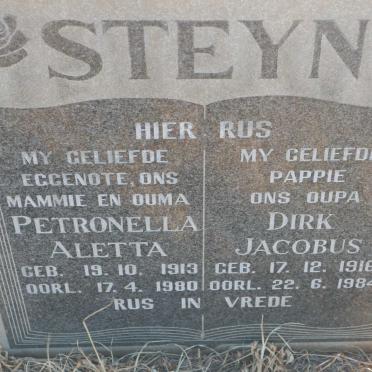 STEYN
HIER RUS
MY GELIEFDE
EGGENOTE, ONS
MAMMIE EN OUMA
PETRONELLA
ALETTA
GEB. 19. 10. 1913
OORL. 17. 4. 1980
MY GELIEFDE
PAPPIE
ONS OUPA
DIRK
JACOBUS
GEB. 17. 12. 1916
OORL. 22. 6. 1984
RUS IN VREDE